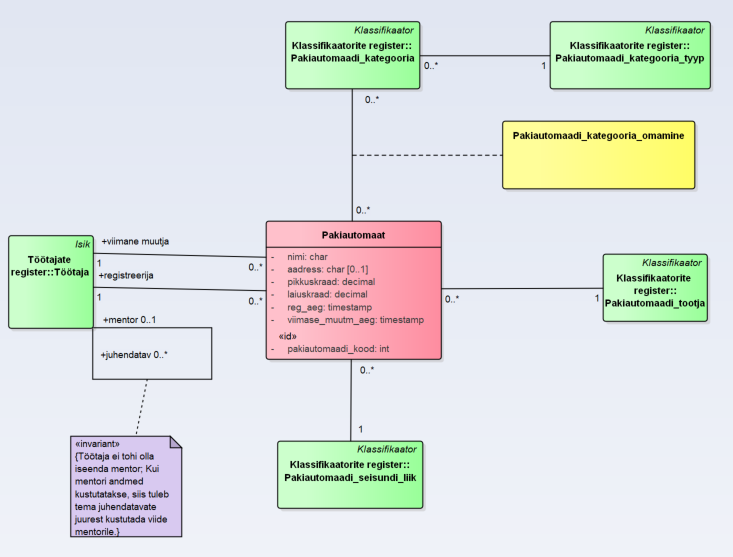 Klassifikaator
Klassifikaatorite register::
Pakiautomaadi_kategooria
Klassifikaator
Klassifikaatorite register::
Pakiautomaadi_kategooria_tyyp
0..*
1
0..*
Pakiautomaadi_kategooria_omamine
0..*
Isik
Töötajate
register::Töötaja
+viimane muutja
1
0..*
+registreerija
1
0..*
+mentor 0..1
+juhendatav 0..*
Pakiautomaat
- nimi: char
- aadress: char [0..1]
- pikkuskraad: decimal
- laiuskraad: decimal
- reg_aeg: timestamp
- viimase_muutm_aeg: timestamp
«id»
- pakiautomaadi_kood: int
0..*
1
Klassifikaator
Klassifikaatorite
register::
Pakiautomaadi_tootja
0..*
1
Klassifikaator
Klassifikaatorite register::
Pakiautomaadi_seisundi_liik
«invariant»
{Töötaja ei tohi olla
iseenda mentor; Kui
mentori andmed
kustutatakse, siis tuleb
tema juhendatavate
juurest kustutada viide
mentorile.}